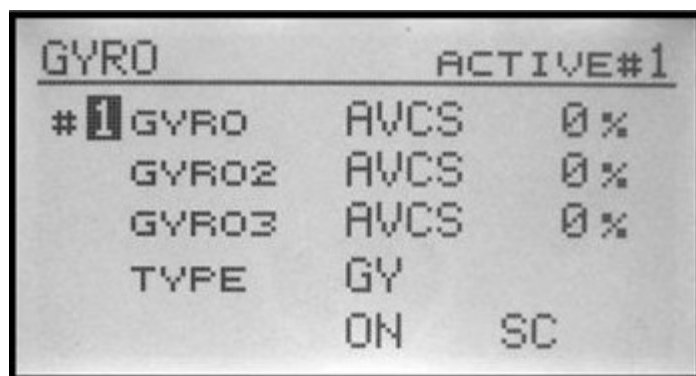 GYRO ACTIVE#1
#1 GYRO AVCS 0%
GYRO2 AVCS 0%
GYRO3 AVCS 0%
TYPE GY
ON SC